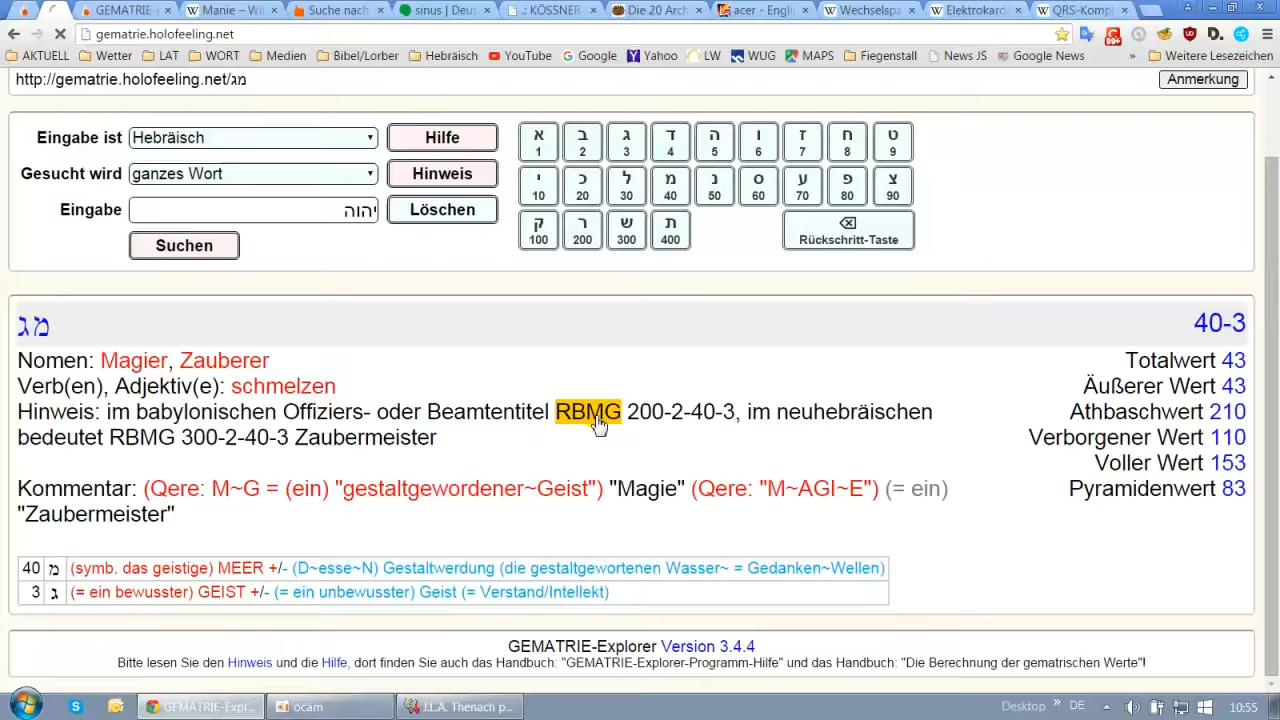 GEMATRIE- Manie – Wi Suche nach sinus | Deut .: KÖSSNER Die 20 Arch acer - Engli Wechselspa Elektrokard QRS-Kompl
gematrie.holofeeling.net
AKTUELL Wetter LAT WORT Medien Bibel/Lorber Hebräisch YouTube Google Yahoo LW WUG MAPS Fiegenstall News JS Google News » Weitere Lesezeichen
http://gematrie.holofeeling.net/מג Anmerkung
Eingabe ist Hebräisch Hilfe
Gesucht wird ganzes Wort Hinweis
Eingabe יהוה Löschen
Suchen
א ב ג ד ה ו ז ח ט
1 2 3 4 5 6 7 8 9
י כ ל מ נ ס ע פ צ
10 20 30 40 50 60 70 80 90
ק ר ש ת
100 200 300 400 Rückschritt-Taste
מג 40-3
Nomen: Magier, Zauberer Totalwert 43
Verb(en), Adjektiv(e): schmelzen Äußerer Wert 43
Hinweis: im babylonischen Offiziers- oder Beamtentitel RBMG 200-2-40-3, im neuhebräischen Athbaschwert 210
bedeutet RBMG 300-2-40-3 Zaubermeister Verborgener Wert 110
Voller Wert 153
Kommentar: (Qere: M~G = (ein) "gestaltgewordener~Geist") "Magie" (Qere: "M~AGI~E") (= ein) Pyramidenwert 83
"Zaubermeister"
40 מ (symb. das geistige) MEER +/- (D~esse~N) Gestaltwerdung (die gestaltgewortenen Wasser~ = Gedanken~Wellen)
3 ג (= ein bewusster) GEIST +/- (= ein unbewusster) Geist (= Verstand/Intellekt)
GEMATRIE-Explorer Version 3.4.4
Bitte lesen Sie den Hinweis und die Hilfe, dort finden Sie auch das Handbuch: "GEMATRIE-Explorer-Programm-Hilfe" und das Handbuch: "Die Berechnung der gematrischen Werte"!
GEMATRIE-Expl... ocam J.L.A. Thenach p... Desktop » DE 10:55